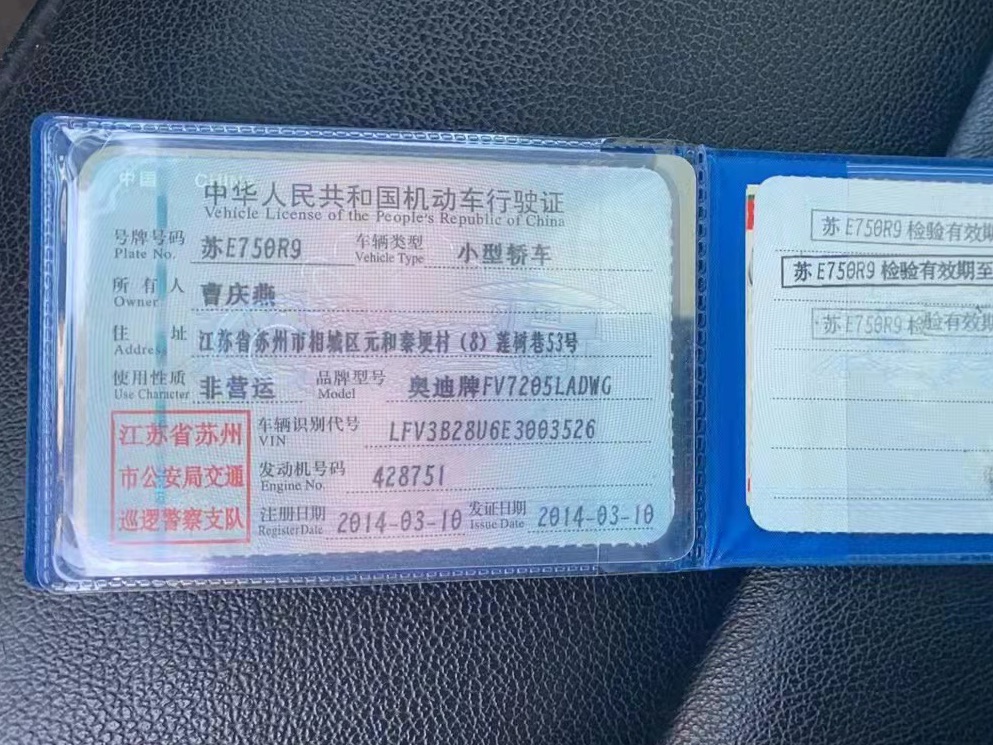 中国 CHINA
中华人民共和国机动车行驶证
Vehicle License of the People's Republic of China
号牌号码 苏E750R9 车辆类型 小型轿车
Plate No. Vehicle Type
所有人 曹庆燕
Owner
住址 江苏省苏州市相城区元和秦埂村（8）莲树巷53号
Address
使用性质 非营运 品牌型号 奥迪牌FV7205LADWG
Use Character Model
江苏省苏州
市公安局交通
巡逻警察支队
车辆识别代号 LFV3B28U6E3003526
VIN
发动机号码 428751
Engine No.
注册日期 2014-03-10 发证日期 2014-03-10
Register Date Issue Date
苏E750R9检验有效期
苏E750R9检验有效期至
苏E750R9检验有效期